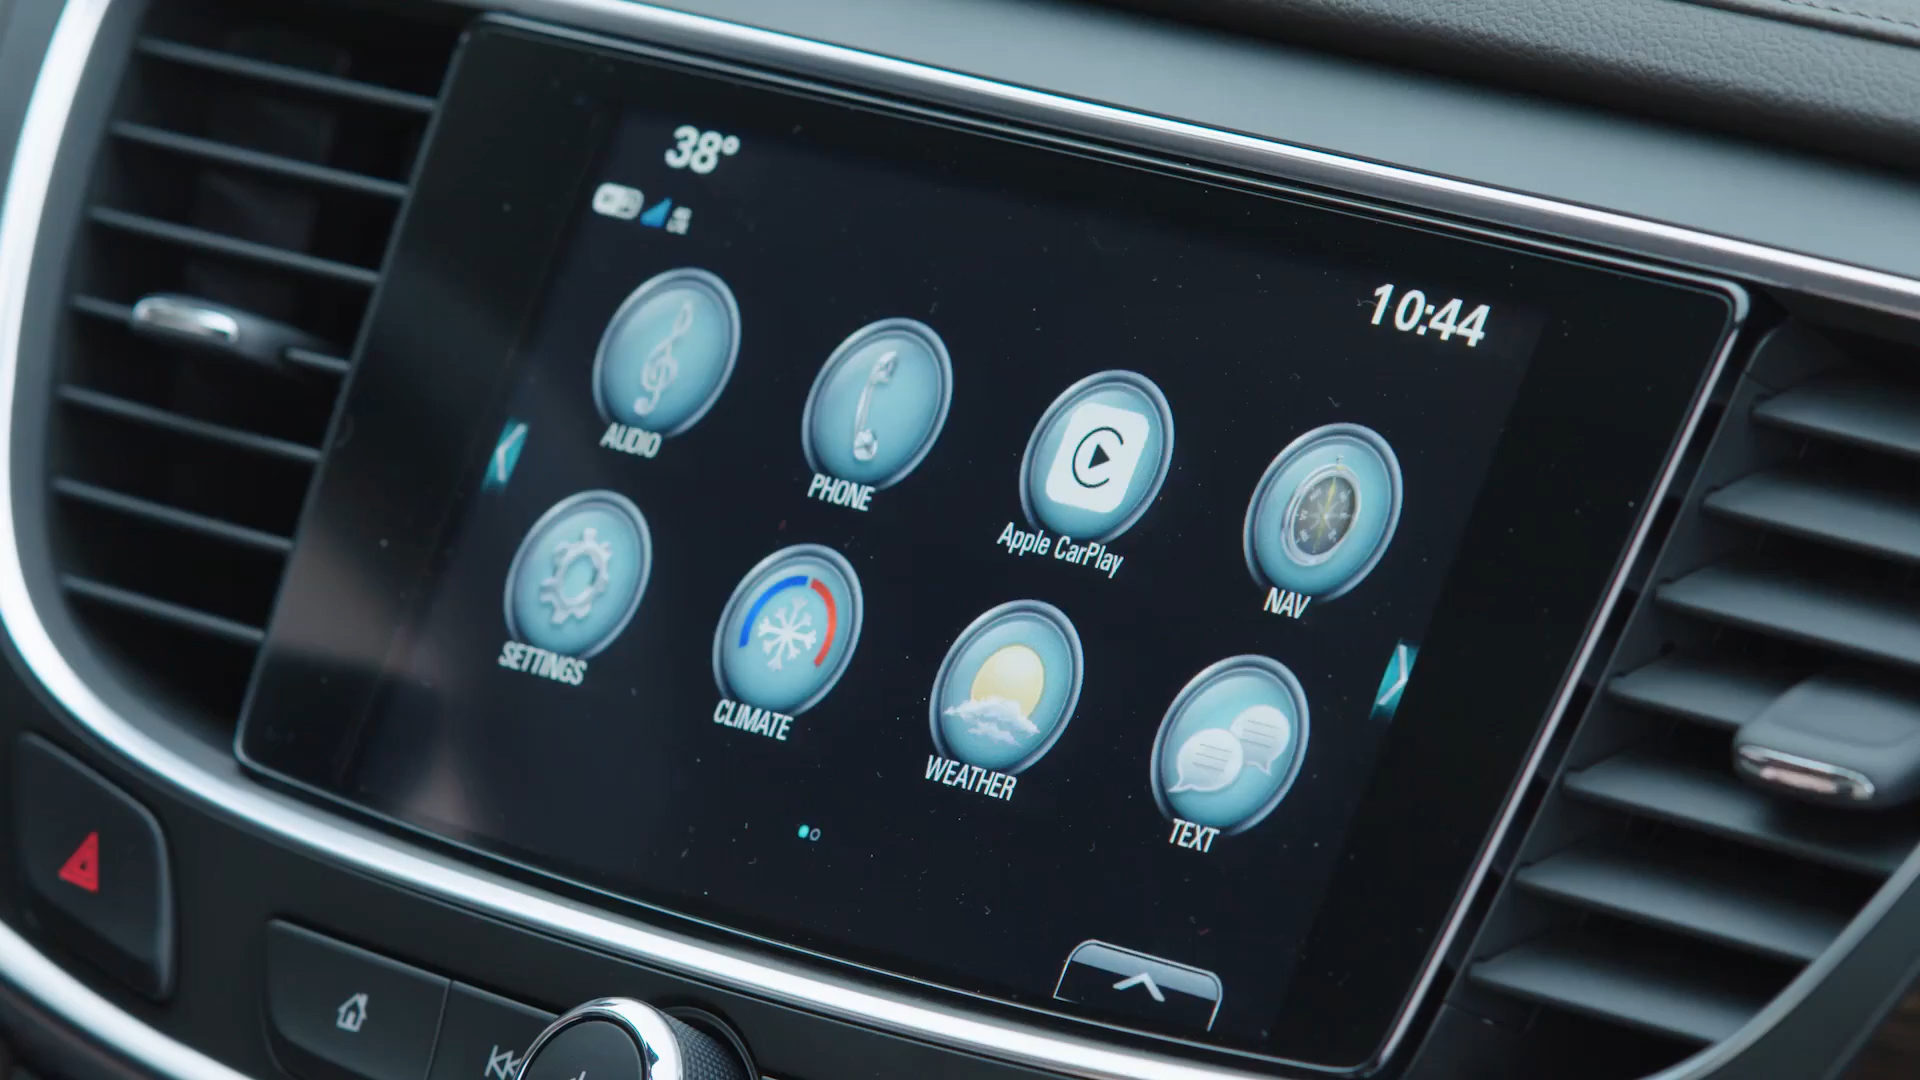 38°
10:44
AUDIO
PHONE
Apple CarPlay
NAV
SETTINGS
CLIMATE
WEATHER
TEXT